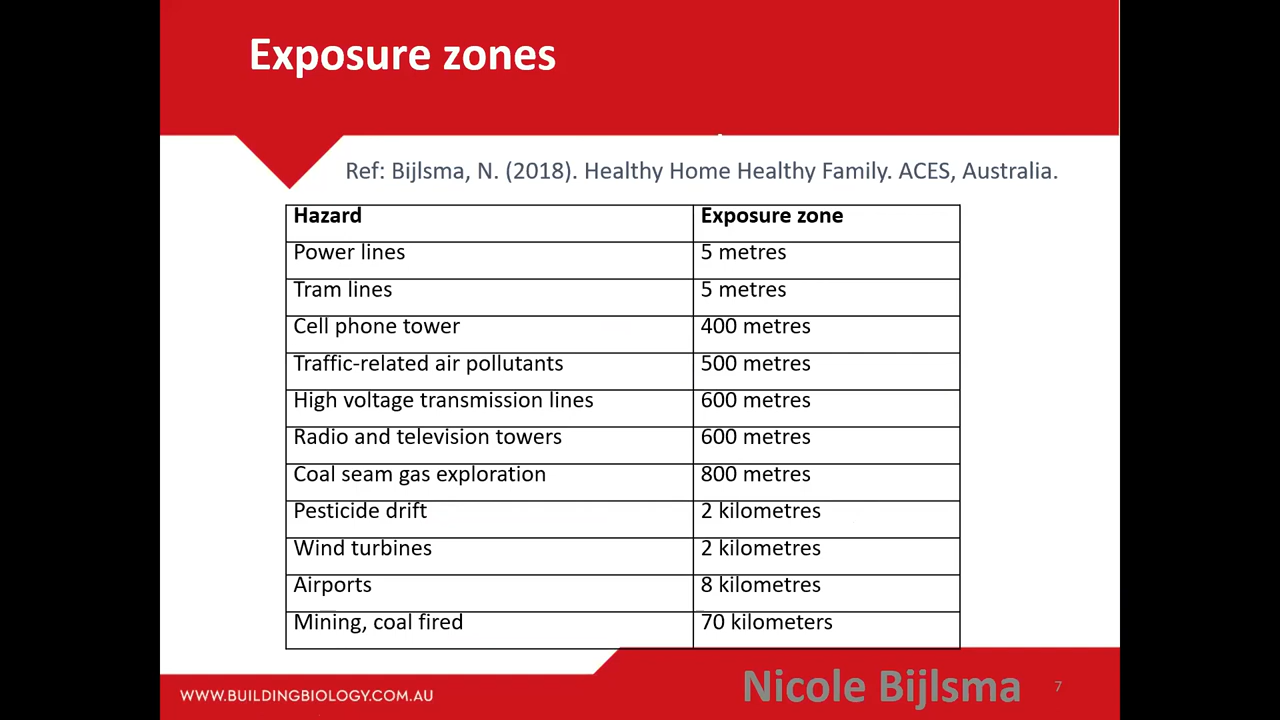 Exposure zones
Ref: Bijlsma, N. (2018). Healthy Home Healthy Family. ACES, Australia.
Hazard Exposure zone
Power lines 5 metres
Tram lines 5 metres
Cell phone tower 400 metres
Traffic-related air pollutants 500 metres
High voltage transmission lines 600 metres
Radio and television towers 600 metres
Coal seam gas exploration 800 metres
Pesticide drift 2 kilometres
Wind turbines 2 kilometres
Airports 8 kilometres
Mining, coal fired 70 kilometers
WWW.BUILDINGBIOLOGY.COM.AU Nicole Bijlsma 7